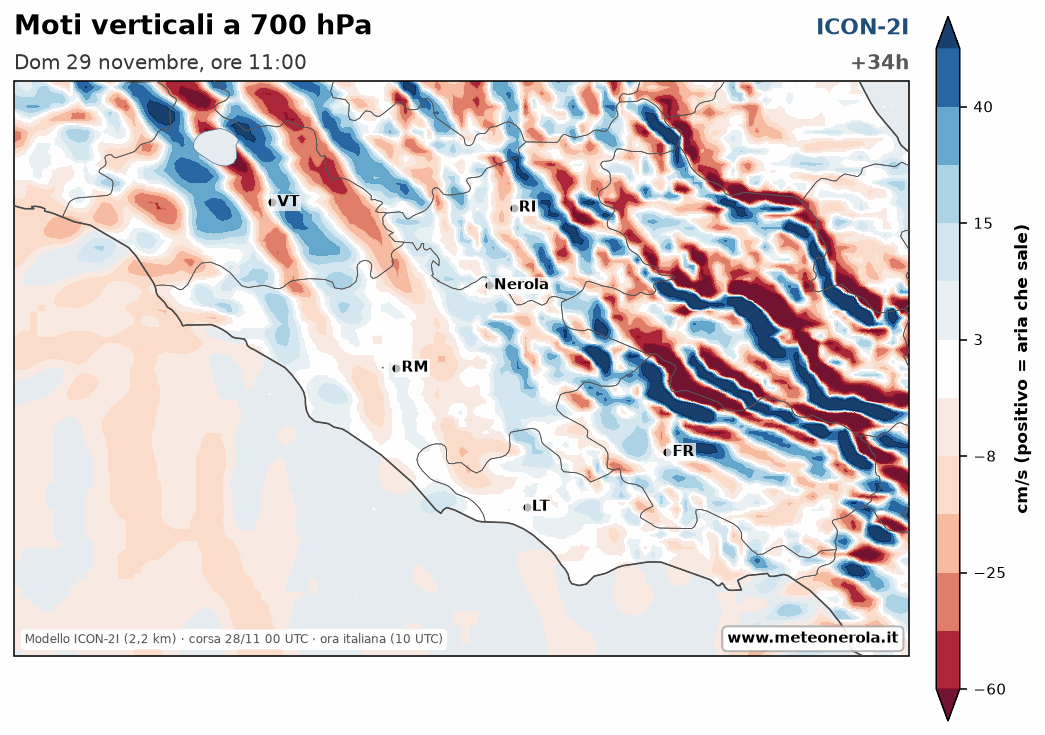 Moti verticali a 700 hPa
ICON-2I
Dom 29 novembre, ore 11:00
+34h
VT
RI
Nerola
RM
FR
LT
40
15
3
−8
−25
−60
cm/s (positivo = aria che sale)
Modello ICON-2I (2,2 km) · corsa 28/11 00 UTC · ora italiana (10 UTC)
www.meteonerola.it